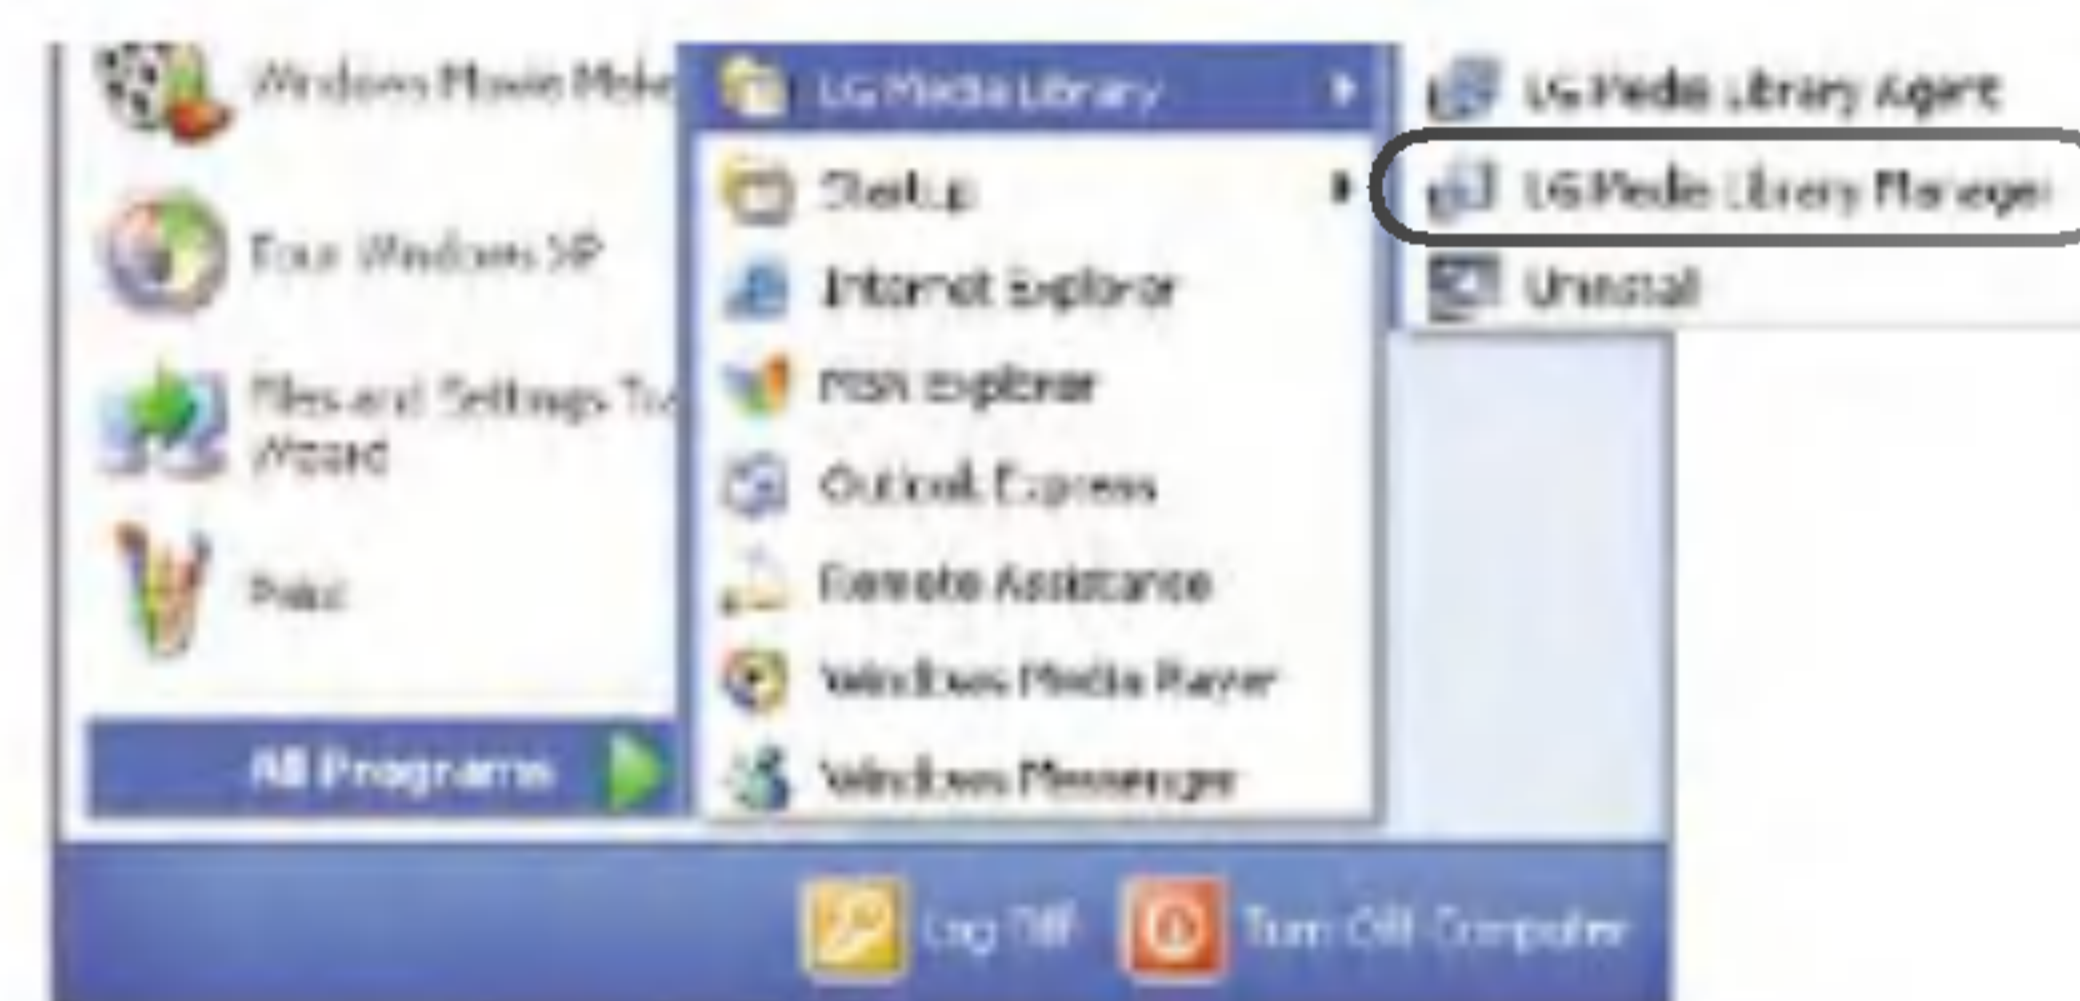 Windows Movie Make
Tour Windows XP
Files and Settings Tra
Wizard
Paint
All Programs
LG Media Library
Startup
Internet Explorer
MSN Explorer
Outlook Express
Remote Assistance
Windows Media Player
Windows Messenger
LG Media Library Agent
LG Media Library Manager
Uninstall
Log Off
Turn Off Computer